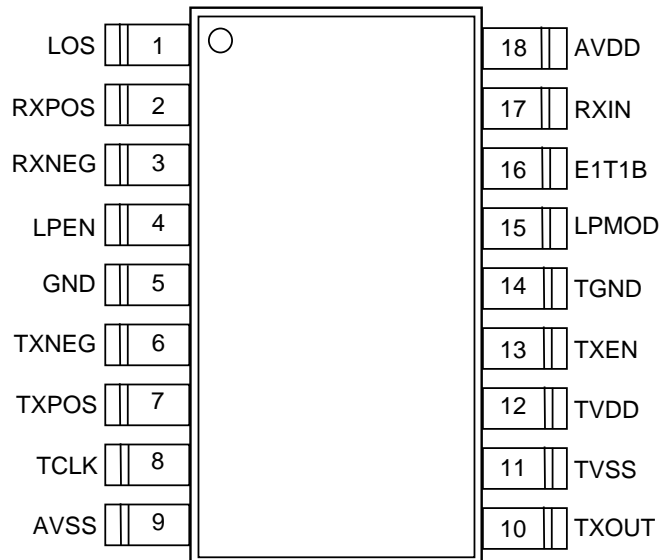 LOS 1 18 AVDD
RXPOS 2 17 RXIN
RXNEG 3 16 E1T1B
LPEN 4 15 LPMOD
GND 5 14 TGND
TXNEG 6 13 TXEN
TXPOS 7 12 TVDD
TCLK 8 11 TVSS
AVSS 9 10 TXOUT